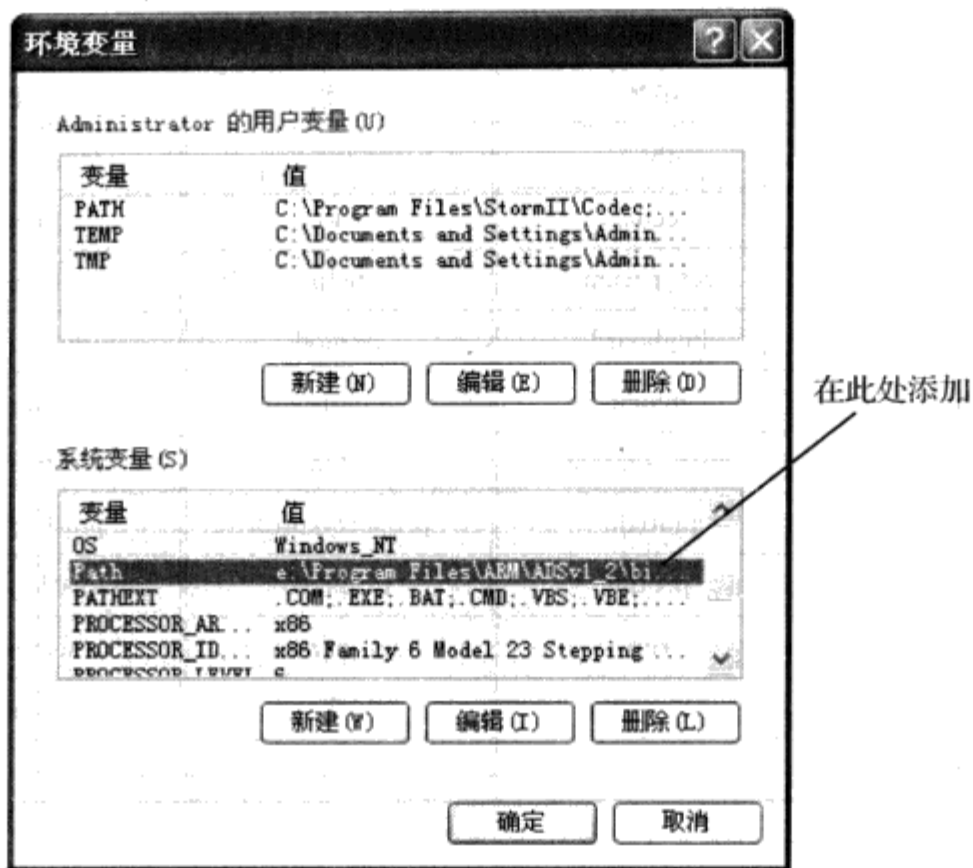 环境变量
Administrator 的用户变量(U)
变量 值
PATH C:\Program Files\StormII\Codec;...
TEMP C:\Documents and Settings\Admin...
TMP C:\Documents and Settings\Admin...
新建(N) 编辑(E) 删除(D)
在此处添加
系统变量(S)
变量 值
OS Windows_NT
Path e:\Program Files\ARM\ADSv1_2\bi...
PATHEXT .COM;.EXE;.BAT;.CMD;.VBS;.VBE;....
PROCESSOR_AR... x86
PROCESSOR_ID... x86 Family 6 Model 23 Stepping ...
PROCESSOR_LEVEL 6
新建(W) 编辑(I) 删除(L)
确定 取消